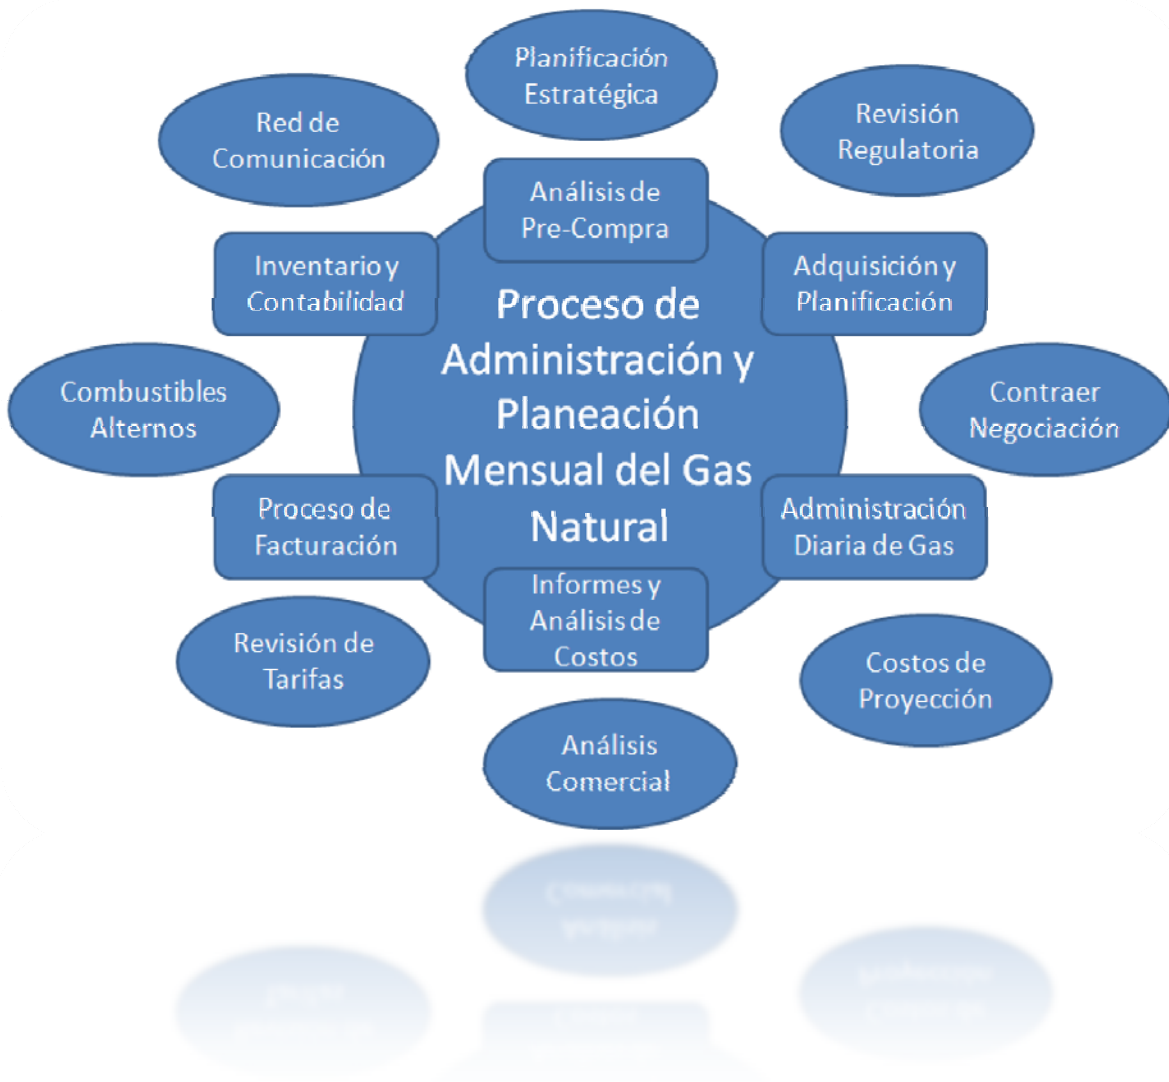 Planificación
Estratégica
Red de
Comunicación
Revisión
Regulatoria
Análisis de
Pre-Compra
Inventario y
Contabilidad
Adquisición y
Planificación
Proceso de
Administración y
Planeación
Mensual del Gas
Natural
Combustibles
Alternos
Contraer
Negociación
Proceso de
Facturación
Administración
Diaria de Gas
Informes y
Análisis de
Costos
Revisión de
Tarifas
Costos de
Proyección
Análisis
Comercial